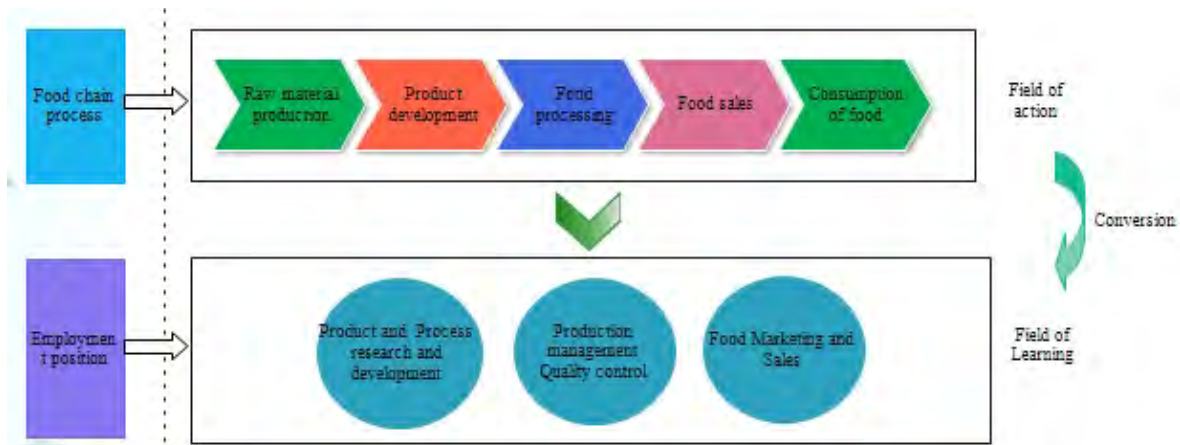 Food chain
process
Raw material
production
Product
development
Food
processing
Food sales
Consumption
of food
Field of
action
Conversion
Employmen
t position
Product and Process
research and
development
Production
management
Quality control
Food Marketing and
Sales
Field of
Learning